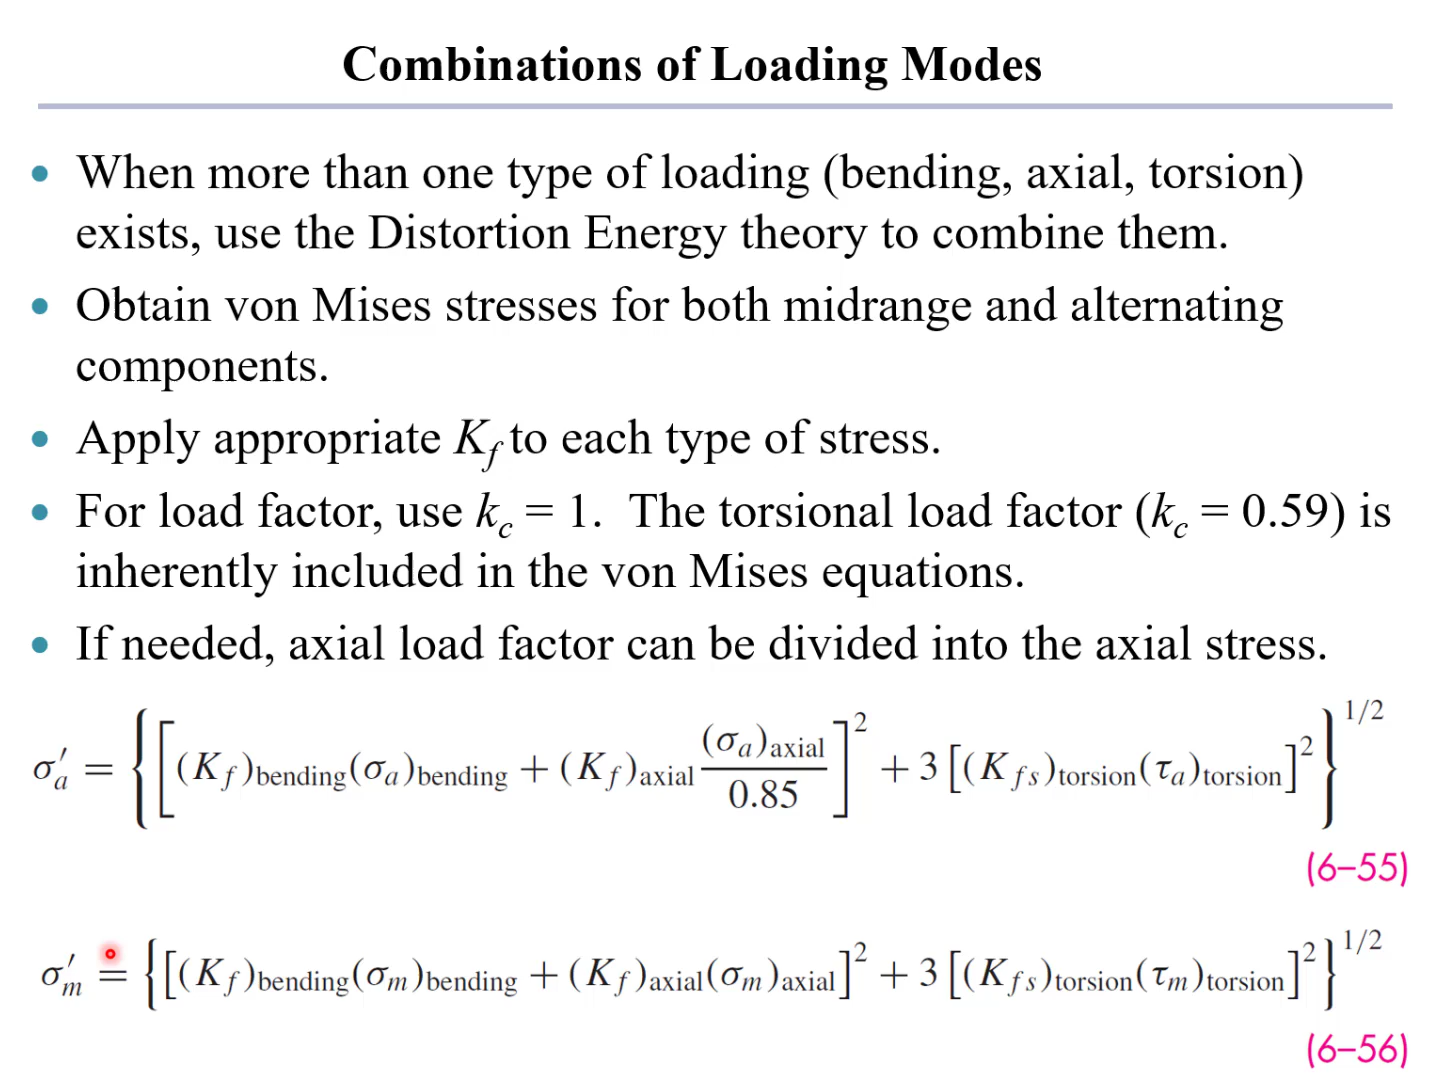 Combinations of Loading Modes
• When more than one type of loading (bending, axial, torsion)
exists, use the Distortion Energy theory to combine them.
• Obtain von Mises stresses for both midrange and alternating
components.
• Apply appropriate K_f to each type of stress.
• For load factor, use k_c = 1. The torsional load factor (k_c = 0.59) is
inherently included in the von Mises equations.
• If needed, axial load factor can be divided into the axial stress.
σ′_a = {[(K_f)_bending(σ_a)_bending + (K_f)_axial (σ_a)_axial/0.85]^2 + 3[(K_fs)_torsion(τ_a)_torsion]^2}^1/2
(6–55)
σ′_m = {[(K_f)_bending(σ_m)_bending + (K_f)_axial(σ_m)_axial]^2 + 3[(K_fs)_torsion(τ_m)_torsion]^2}^1/2
(6–56)